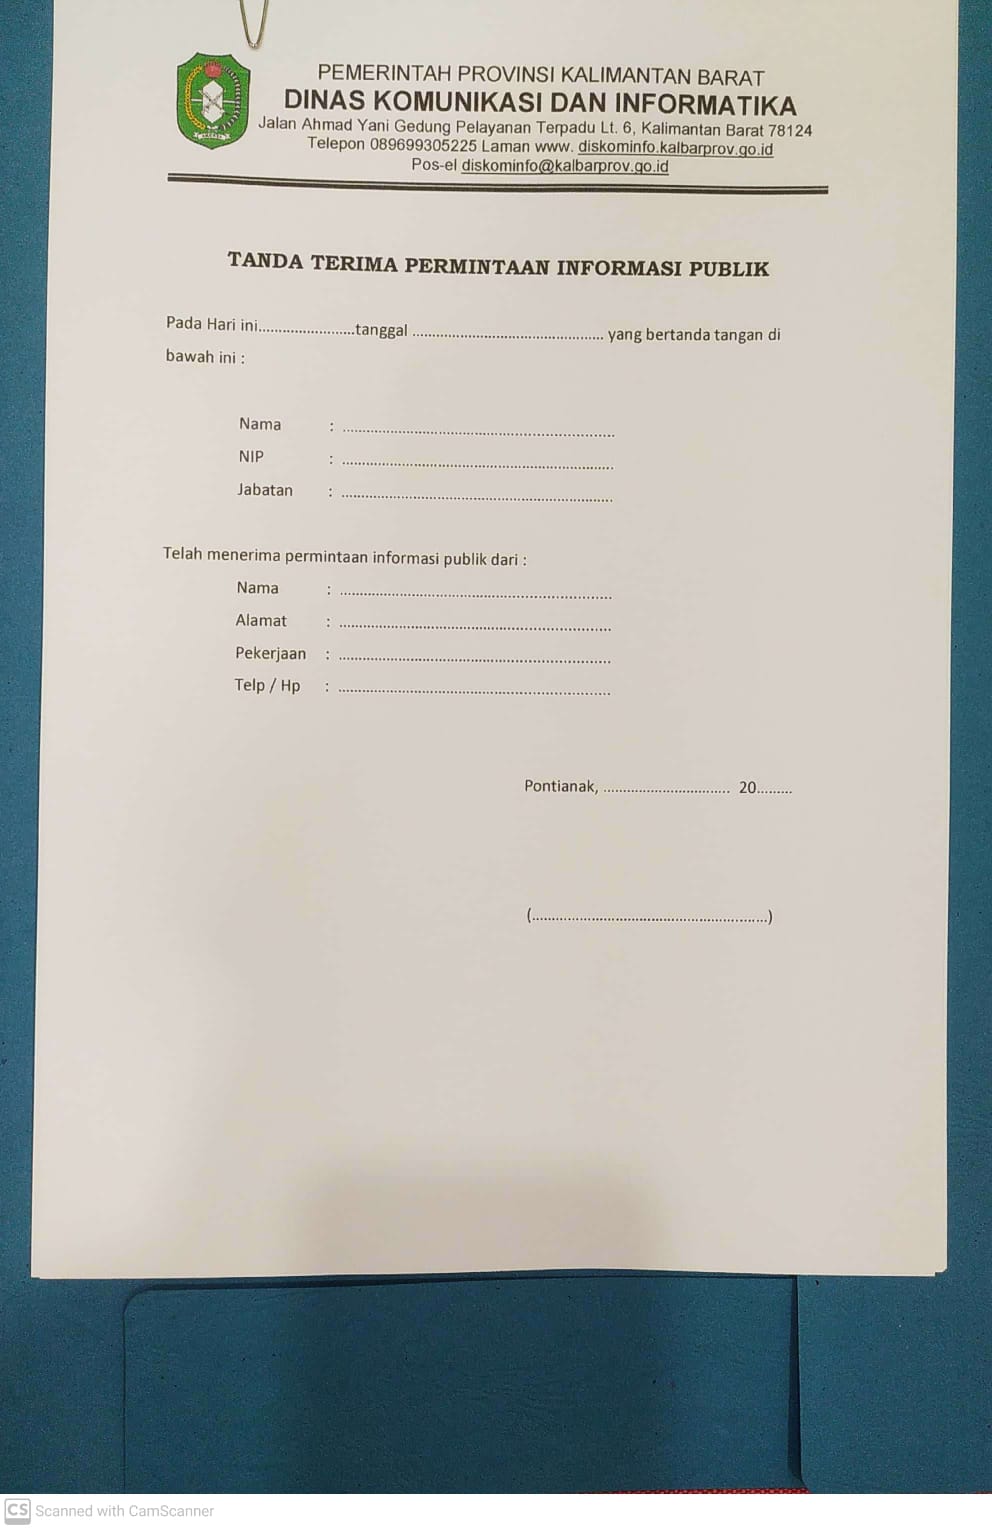 PEMERINTAH PROVINSI KALIMANTAN BARAT
DINAS KOMUNIKASI DAN INFORMATIKA
Jalan Ahmad Yani Gedung Pelayanan Terpadu Lt. 6, Kalimantan Barat 78124
Telepon 089699305225 Laman www. diskominfo.kalbarprov.go.id
Pos-el diskominfo@kalbarprov.go.id
TANDA TERIMA PERMINTAAN INFORMASI PUBLIK
Pada Hari ini........................tanggal ................................................ yang bertanda tangan di
bawah ini :
Nama : ....................................................................
NIP : ....................................................................
Jabatan : ....................................................................
Telah menerima permintaan informasi publik dari :
Nama : ....................................................................
Alamat : ....................................................................
Pekerjaan : ....................................................................
Telp / Hp : ....................................................................
Pontianak, ................................ 20.........
(............................................................)
CS Scanned with CamScanner